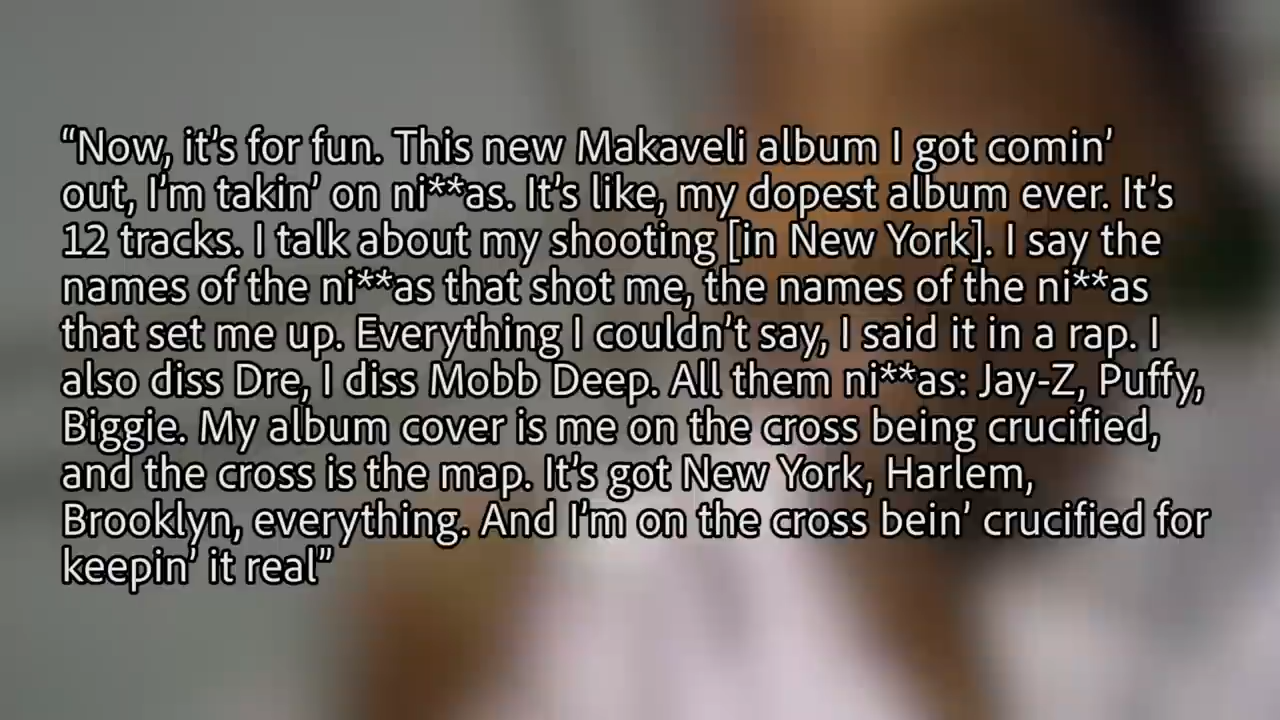 “Now, it’s for fun. This new Makaveli album I got comin’
out, I’m takin’ on ni**as. It’s like, my dopest album ever. It’s
12 tracks. I talk about my shooting [in New York]. I say the
names of the ni**as that shot me, the names of the ni**as
that set me up. Everything I couldn’t say, I said it in a rap. I
also diss Dre, I diss Mobb Deep. All them ni**as: Jay-Z, Puffy,
Biggie. My album cover is me on the cross being crucified,
and the cross is the map. It’s got New York, Harlem,
Brooklyn, everything. And I’m on the cross bein’ crucified for
keepin’ it real”